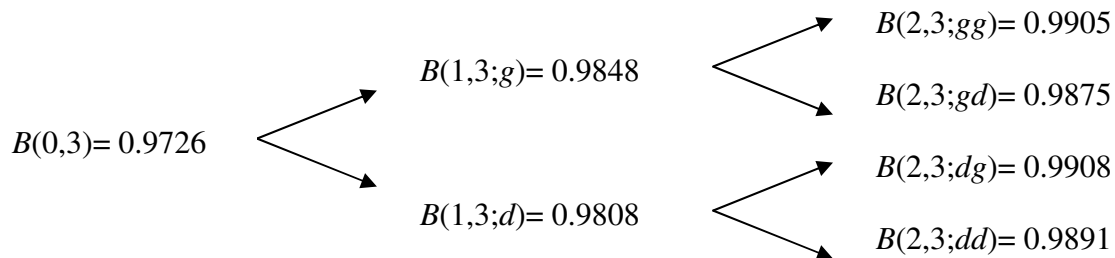 B(2,3;gg)= 0.9905
B(1,3;g)= 0.9848
B(2,3;gd)= 0.9875
B(0,3)= 0.9726
B(2,3;dg)= 0.9908
B(1,3;d)= 0.9808
B(2,3;dd)= 0.9891